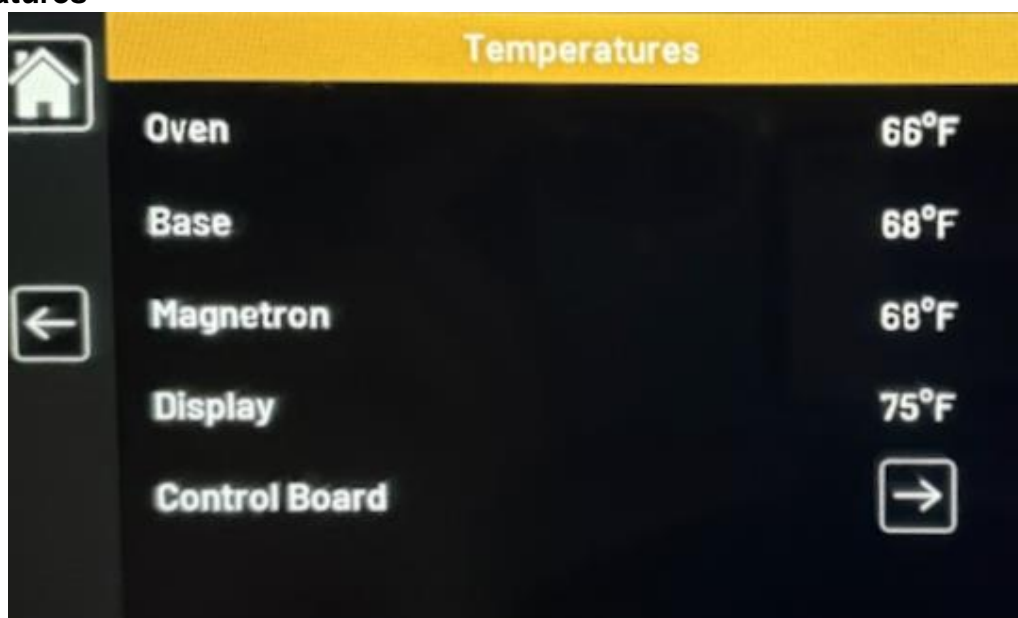 Temperatures
Oven 66°F
Base 68°F
Magnetron 68°F
Display 75°F
Control Board